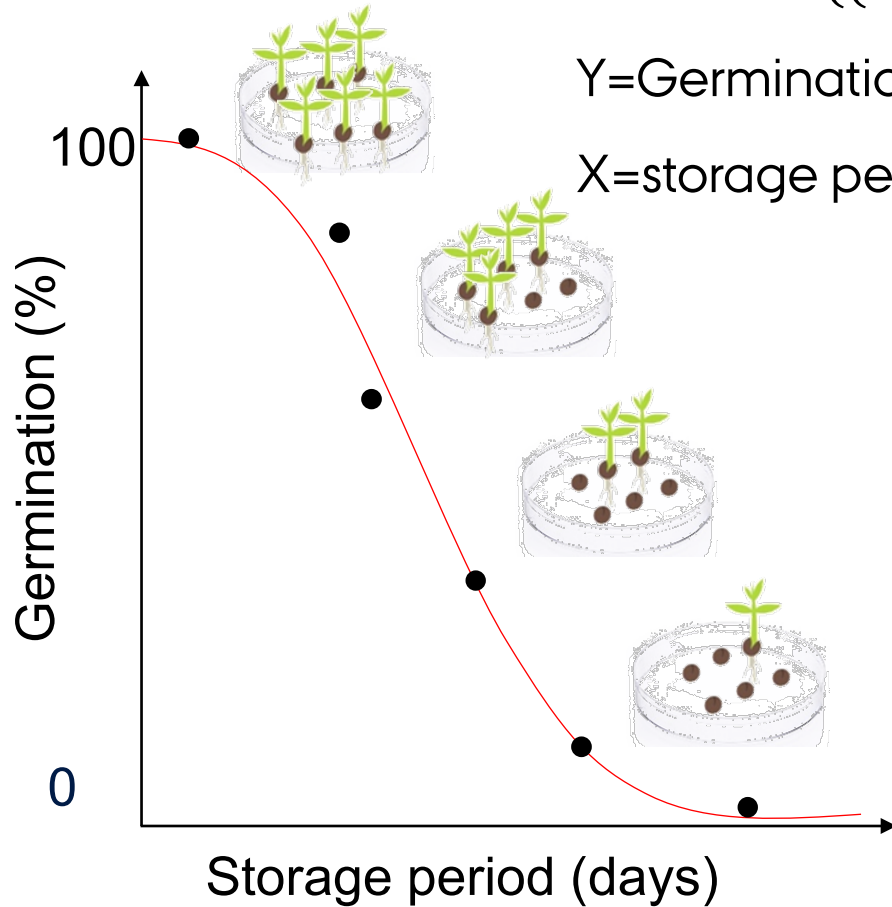 ((
Y=Germinatio
X=storage pe
100
Germination (%)
0
Storage period (days)